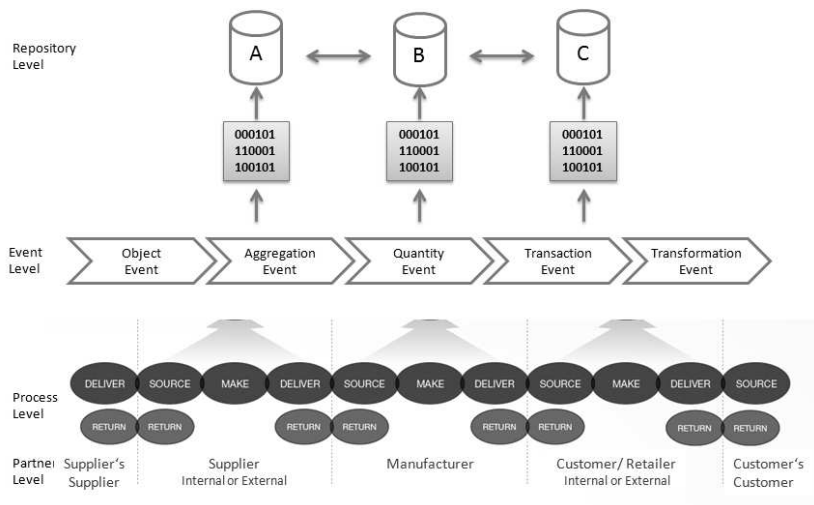 Repository
Level
A
B
C
000101
110001
100101
000101
110001
100101
000101
110001
100101
Event
Level
Object
Event
Aggregation
Event
Quantity
Event
Transaction
Event
Transformation
Event
Process
Level
DELIVER
SOURCE
MAKE
DELIVER
SOURCE
MAKE
DELIVER
SOURCE
MAKE
DELIVER
SOURCE
RETURN
RETURN
RETURN
RETURN
RETURN
RETURN
RETURN
RETURN
Partner
Level
Supplier's
Supplier
Supplier
Internal or External
Manufacturer
Customer/ Retailer
Internal or External
Customer's
Customer